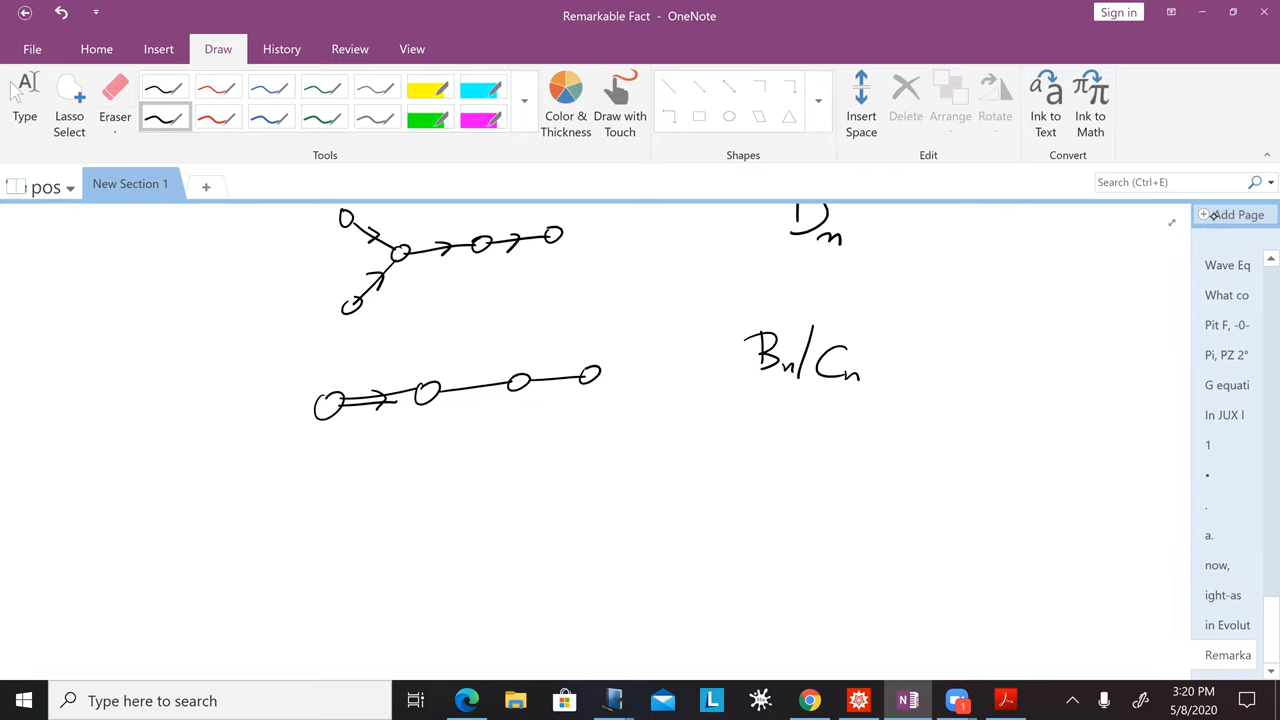 Remarkable Fact - OneNote
Sign in
File Home Insert Draw History Review View
Type
Lasso Select
Eraser
Color & Thickness
Draw with Touch
Insert Space
Delete
Arrange
Rotate
Ink to Text
Ink to Math
Tools
Shapes
Edit
Convert
pos
New Section 1
Search (Ctrl+E)
Add Page
Dn
Wave Eq
What co
Pit F, -0-
Bn/Cn
Pi, PZ 2°
G equati
In JUX I
1
•
.
a.
now,
ight-as
in Evolut
Remarka
Type here to search
L
N
1
3:20 PM
5/8/2020